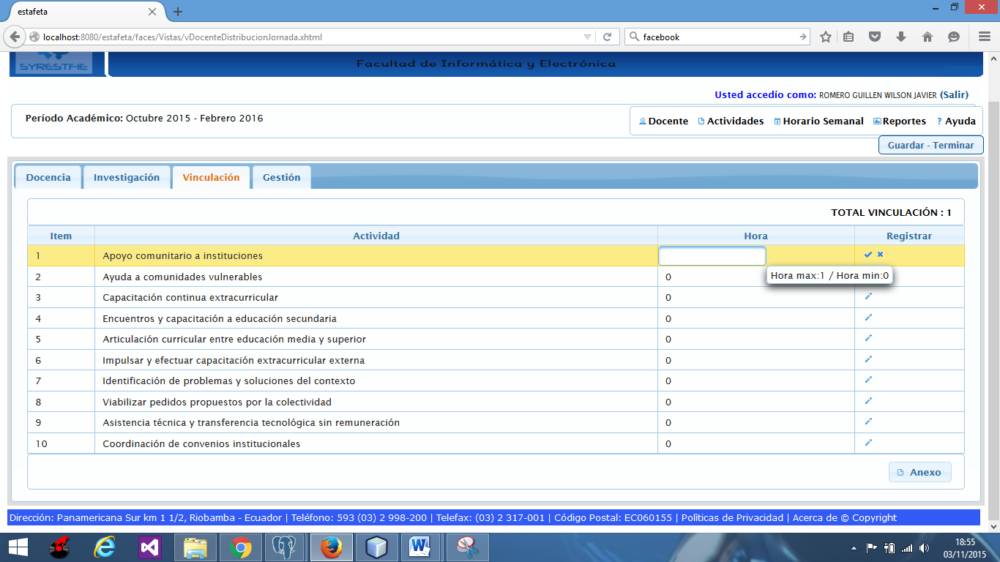 estafeta
localhost:8080/estafeta/faces/Vistas/vDocenteDistribucionJornada.xhtml
facebook
SYRESTFIE
Facultad de Informática y Electrónica
Usted accedío como: ROMERO GUILLEN WILSON JAVIER (Salir)
Período Académico: Octubre 2015 - Febrero 2016
Docente Actividades Horario Semanal Reportes ? Ayuda
Guardar - Terminar
Docencia Investigación Vinculación Gestión
TOTAL VINCULACIÓN : 1
Item Actividad Hora Registrar
1 Apoyo comunitario a instituciones
Hora max:1 / Hora min:0
2 Ayuda a comunidades vulnerables 0
3 Capacitación continua extracurricular 0
4 Encuentros y capacitación a educación secundaria 0
5 Articulación curricular entre educación media y superior 0
6 Impulsar y efectuar capacitación extracurricular externa 0
7 Identificación de problemas y soluciones del contexto 0
8 Viabilizar pedidos propuestos por la colectividad 0
9 Asistencia técnica y transferencia tecnológica sin remuneración 0
10 Coordinación de convenios institucionales 0
Anexo
Dirección: Panamericana Sur km 1 1/2, Riobamba - Ecuador | Teléfono: 593 (03) 2 998-200 | Telefax: (03) 2 317-001 | Código Postal: EC060155 | Politicas de Privacidad | Acerca de © Copyright
18:55
03/11/2015